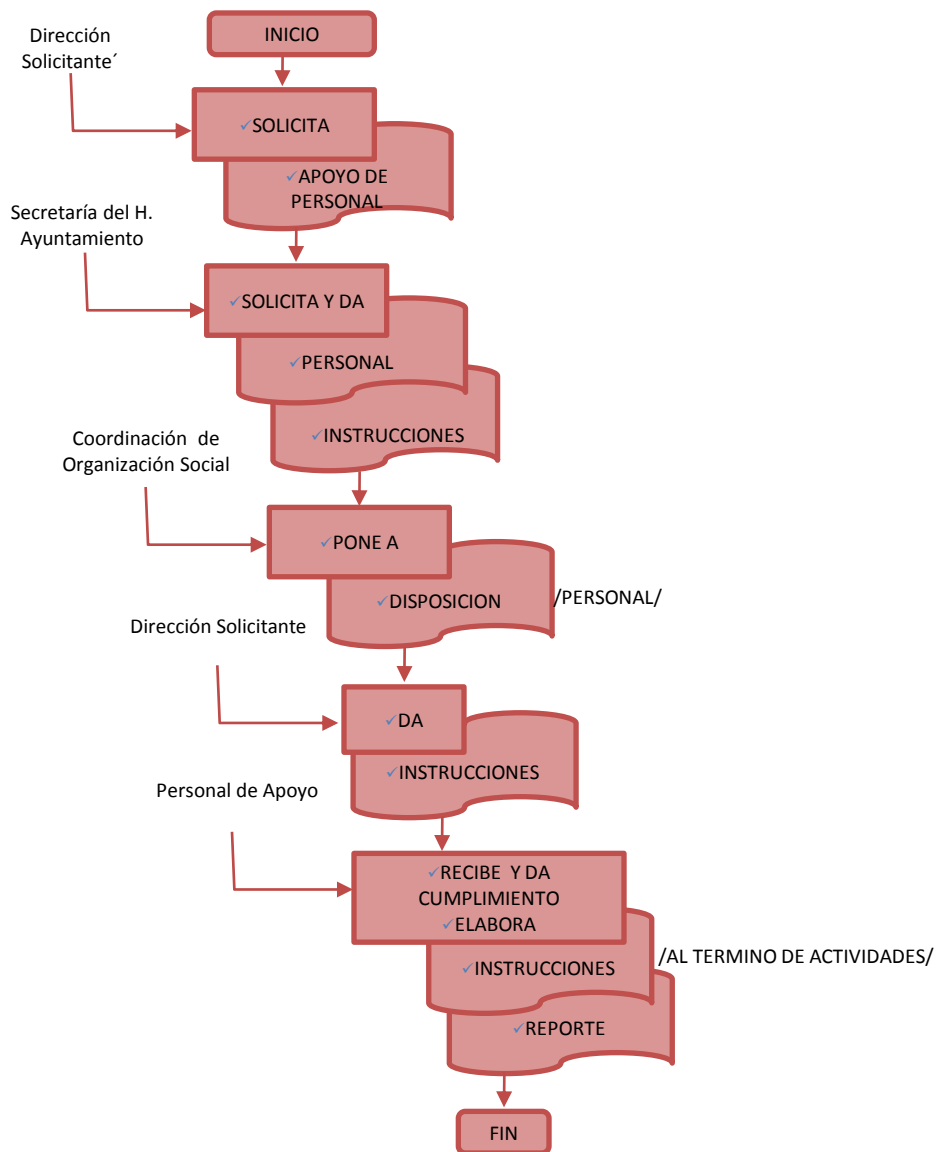 INICIO
Dirección
Solicitante´
✓SOLICITA
✓APOYO DE
PERSONAL
Secretaría del H.
Ayuntamiento
✓SOLICITA Y DA
✓PERSONAL
✓INSTRUCCIONES
Coordinación de
Organización Social
✓PONE A
✓DISPOSICION
/PERSONAL/
Dirección Solicitante
✓DA
✓INSTRUCCIONES
Personal de Apoyo
✓RECIBE Y DA
CUMPLIMIENTO
✓ELABORA
✓INSTRUCCIONES
/AL TERMINO DE ACTIVIDADES/
✓REPORTE
FIN